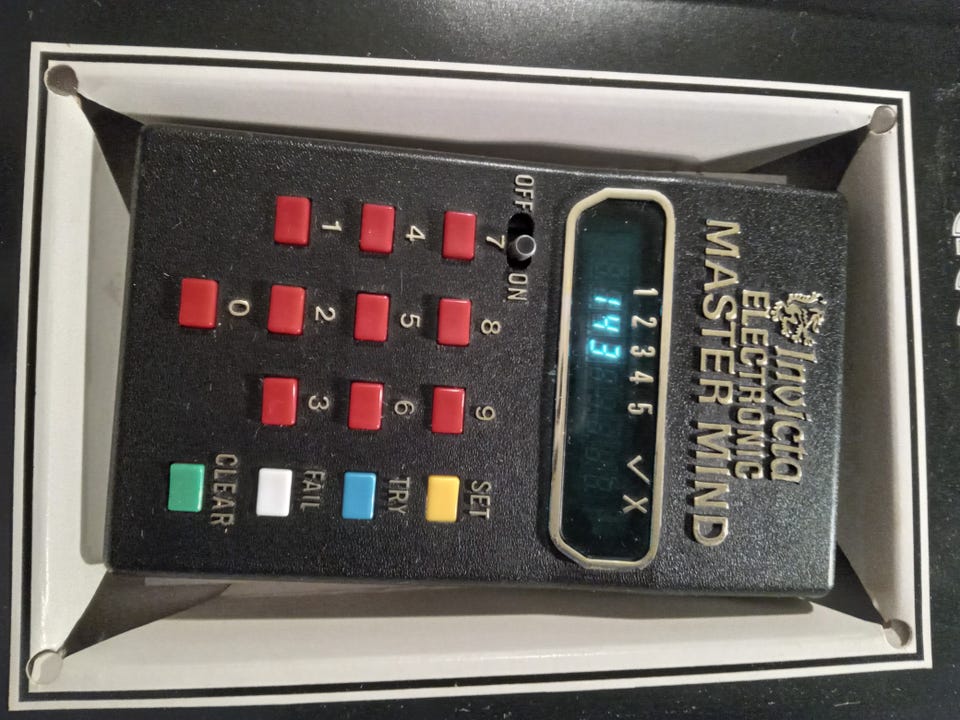 Invicta
ELECTRONIC
MASTER MIND
1 2 3 4 5 ✓ X
143
OFF ON
7 8 9 SET
4 5 6 TRY
1 2 3 FAIL
0 CLEAR